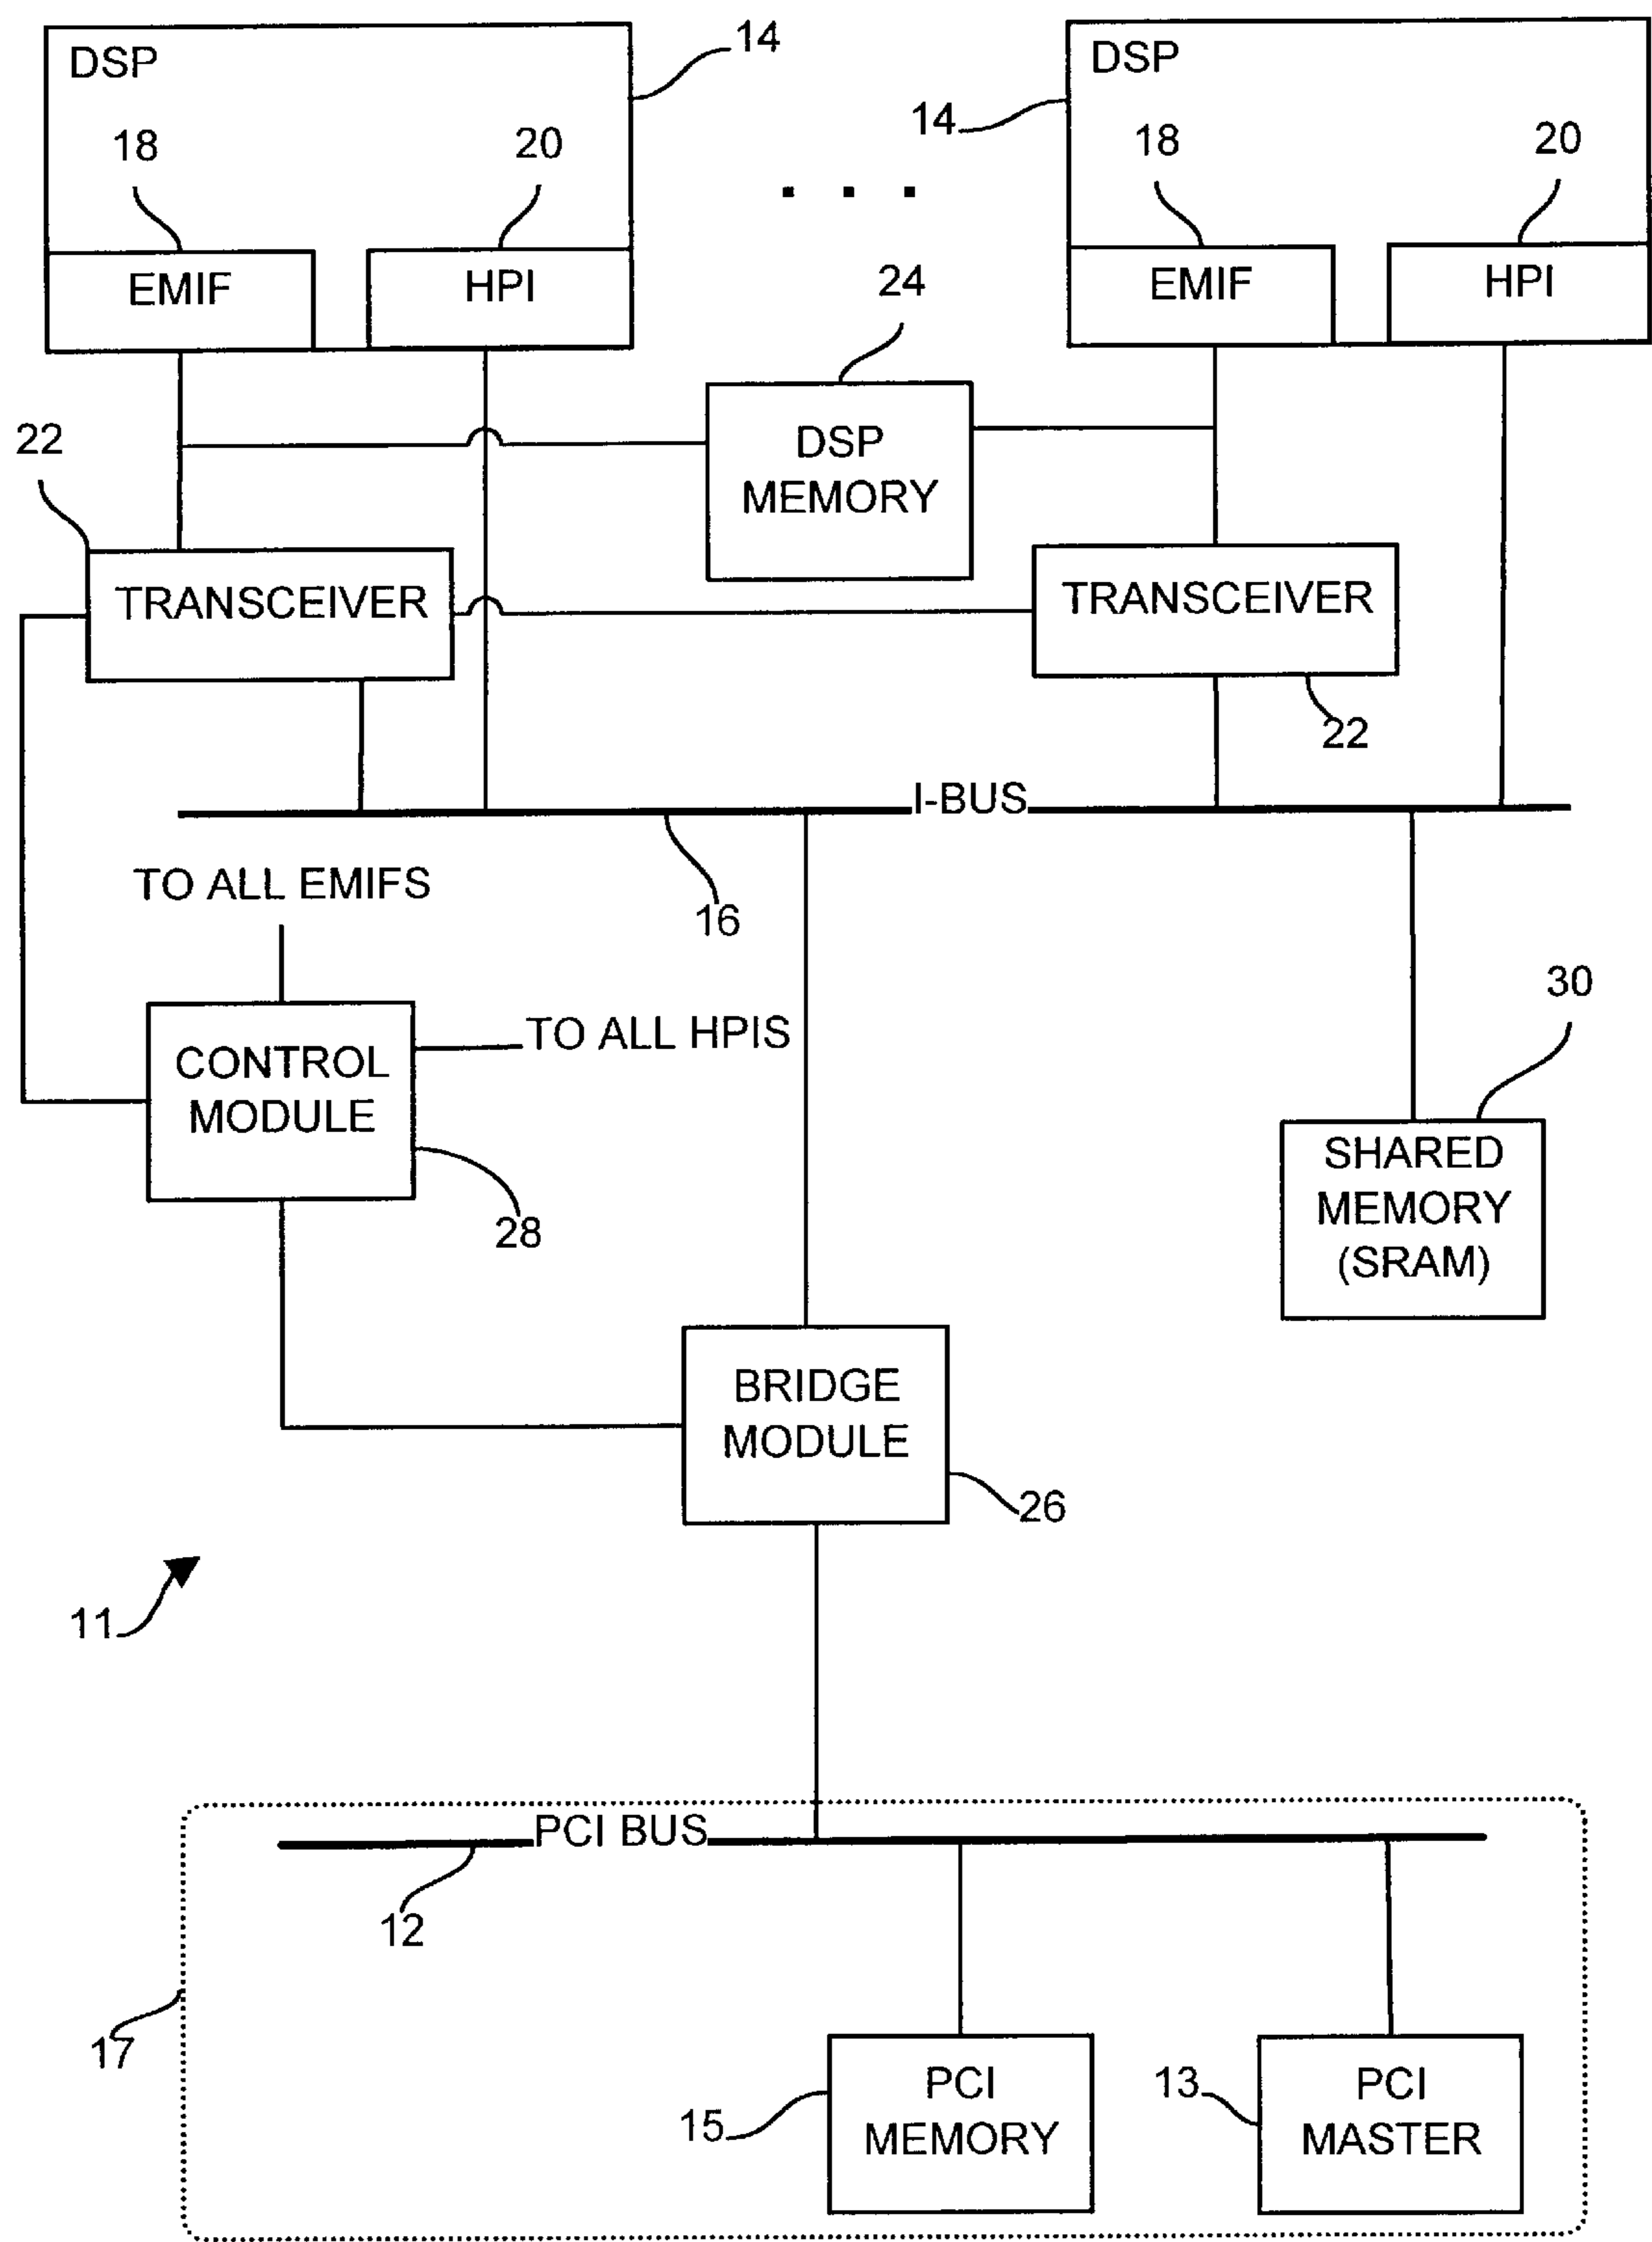 14
DSP
DSP
14
18
20
18
20
. . .
EMIF
HPI
EMIF
HPI
24
22
DSP
MEMORY
TRANSCEIVER
TRANSCEIVER
22
I-BUS
TO ALL EMIFS
16
30
TO ALL HPIS
CONTROL
MODULE
28
SHARED
MEMORY
(SRAM)
BRIDGE
MODULE
26
11
PCI BUS
12
17
15
PCI
MEMORY
13
PCI
MASTER